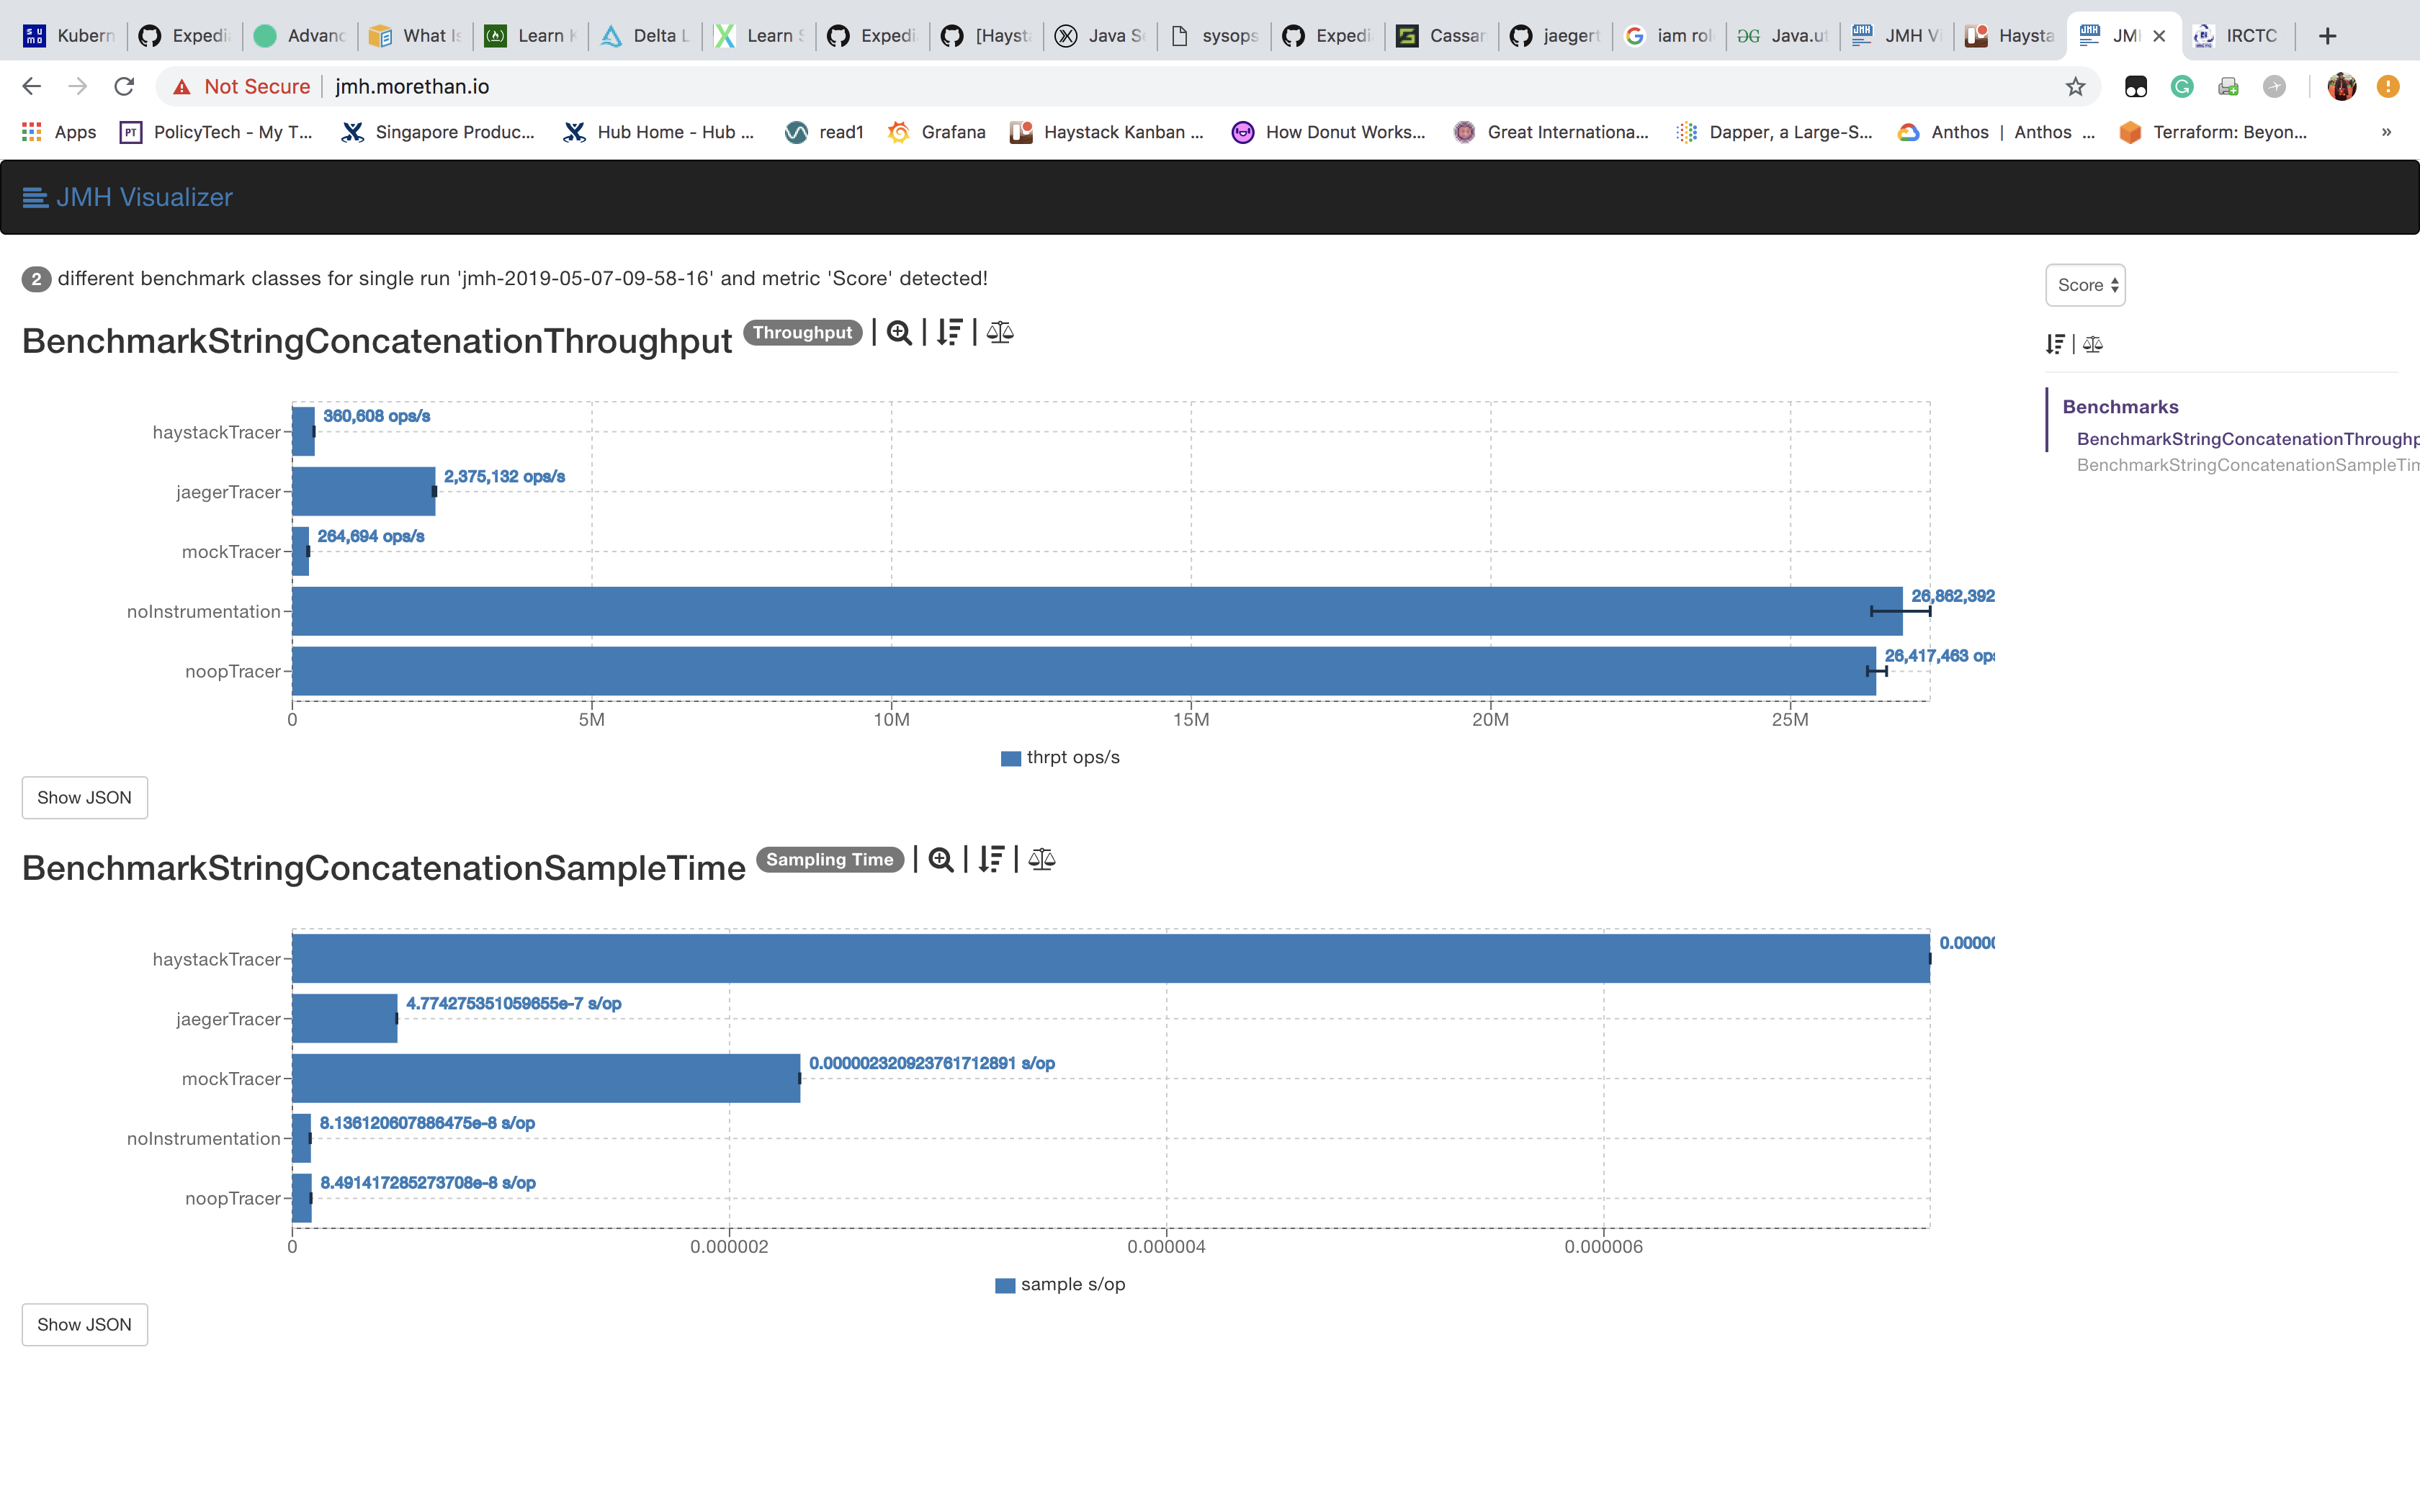 Kubern Expedi Advanc What Is Learn K Delta L Learn S Expedi [Hayst Java Se sysops Expedi Cassar jaegert iam rol Java.ut JMH Vi Haysta JMH IRCTC
Not Secure jmh.morethan.io
Apps PolicyTech - My T... Singapore Produc... Hub Home - Hub ... read1 Grafana Haystack Kanban ... How Donut Works... Great Internationa... Dapper, a Large-S... Anthos | Anthos ... Terraform: Beyon... »
JMH Visualizer
2 different benchmark classes for single run 'jmh-2019-05-07-09-58-16' and metric 'Score' detected!
Score
BenchmarkStringConcatenationThroughput Throughput
Benchmarks
BenchmarkStringConcatenationThroughp
BenchmarkStringConcatenationSampleTim
haystackTracer 360,608 ops/s
jaegerTracer 2,375,132 ops/s
mockTracer 264,694 ops/s
noInstrumentation 26,862,392
noopTracer 26,417,463 ops
0 5M 10M 15M 20M 25M
thrpt ops/s
Show JSON
BenchmarkStringConcatenationSampleTime Sampling Time
haystackTracer 0.0000
jaegerTracer 4.774275351059655e-7 s/op
mockTracer 0.000002320923761712891 s/op
noInstrumentation 8.136120607886475e-8 s/op
noopTracer 8.491417285273708e-8 s/op
0 0.000002 0.000004 0.000006
sample s/op
Show JSON